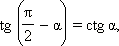 tg (π/2 − α) = ctg α,